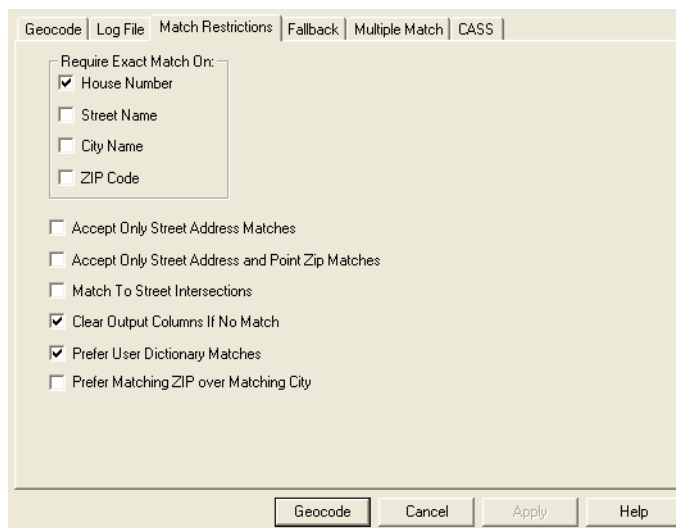 Geocode Log File Match Restrictions Fallback Multiple Match CASS
Require Exact Match On:
House Number
Street Name
City Name
ZIP Code
Accept Only Street Address Matches
Accept Only Street Address and Point Zip Matches
Match To Street Intersections
Clear Output Columns If No Match
Prefer User Dictionary Matches
Prefer Matching ZIP over Matching City
Geocode Cancel Apply Help